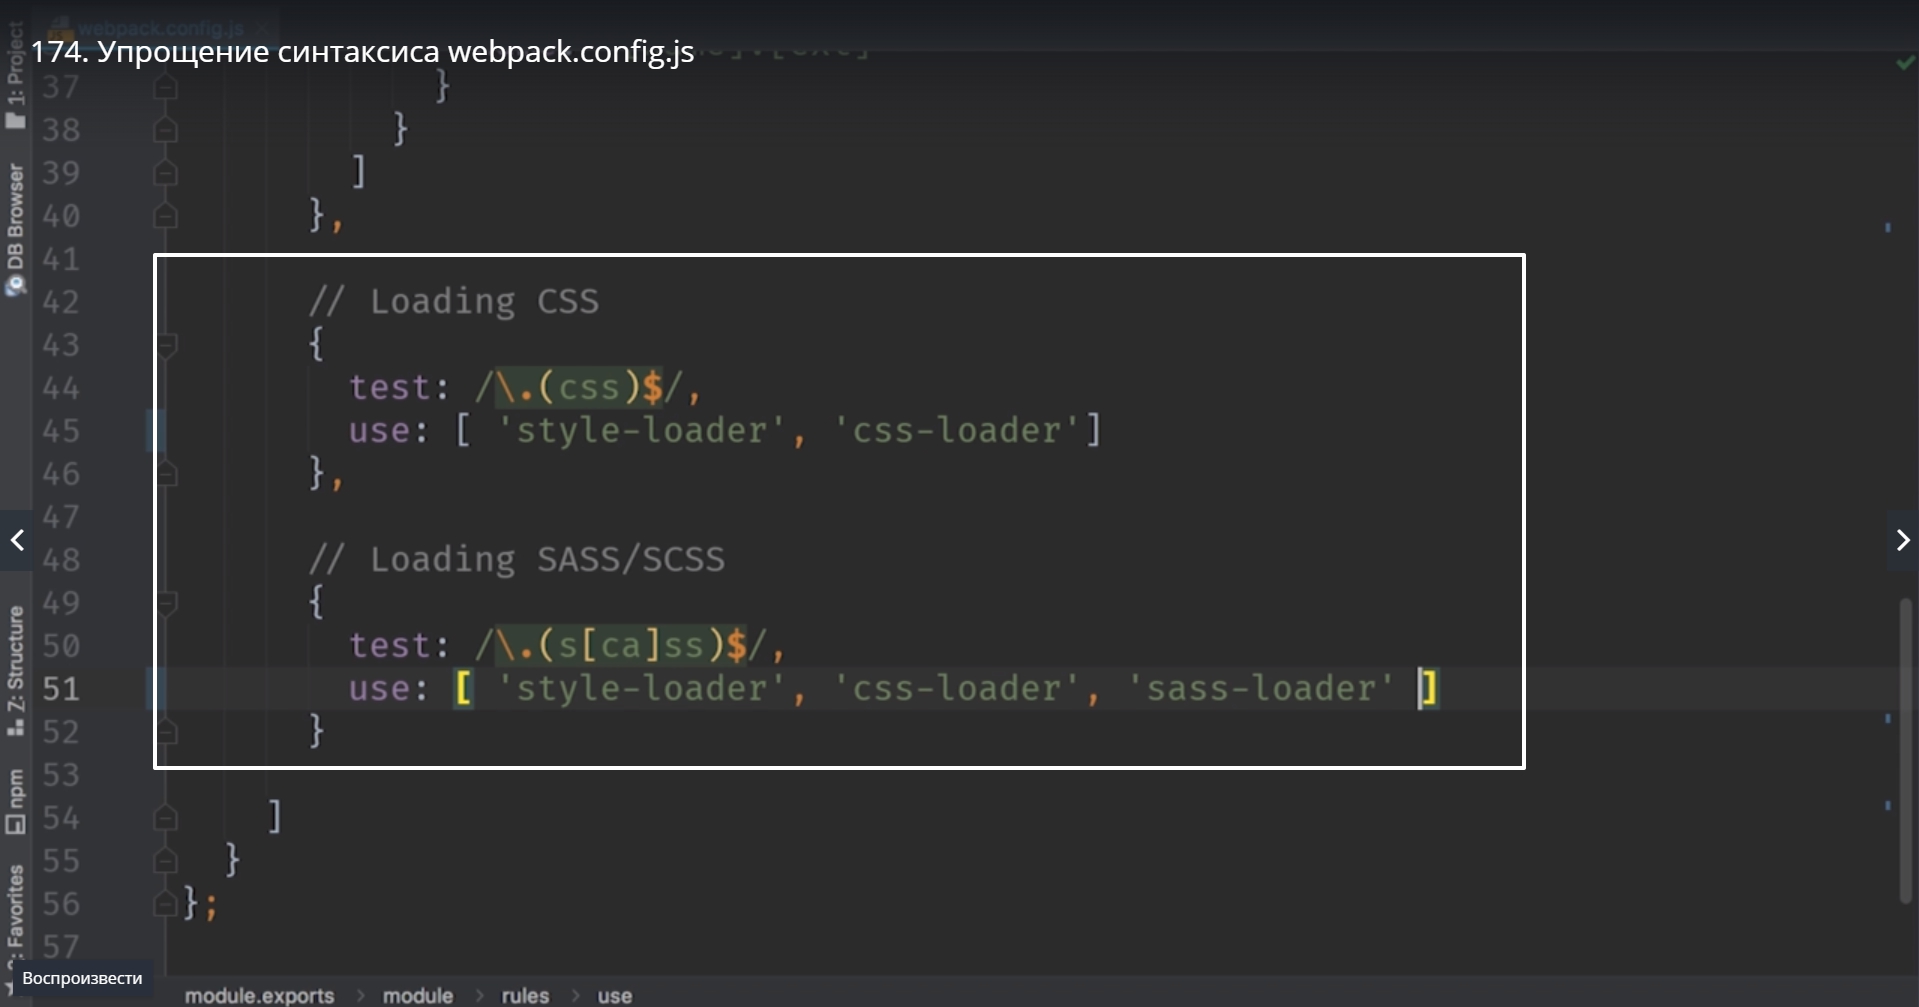 webpack.config.js
174. Упрощение синтаксиса webpack.config.js
1: Project
DB Browser
Z: Structure
npm
Favorites
37 }
38 }
39 ]
40 },
41
42 // Loading CSS
43 {
44 test: /\.(css)$/,
45 use: [ 'style-loader', 'css-loader']
46 },
47
48 // Loading SASS/SCSS
49 {
50 test: /\.(s[ca]ss)$/,
51 use: [ 'style-loader', 'css-loader', 'sass-loader' ]
52 }
53
54 ]
55 }
56 };
57
Воспроизвести
module.exports > module > rules > use